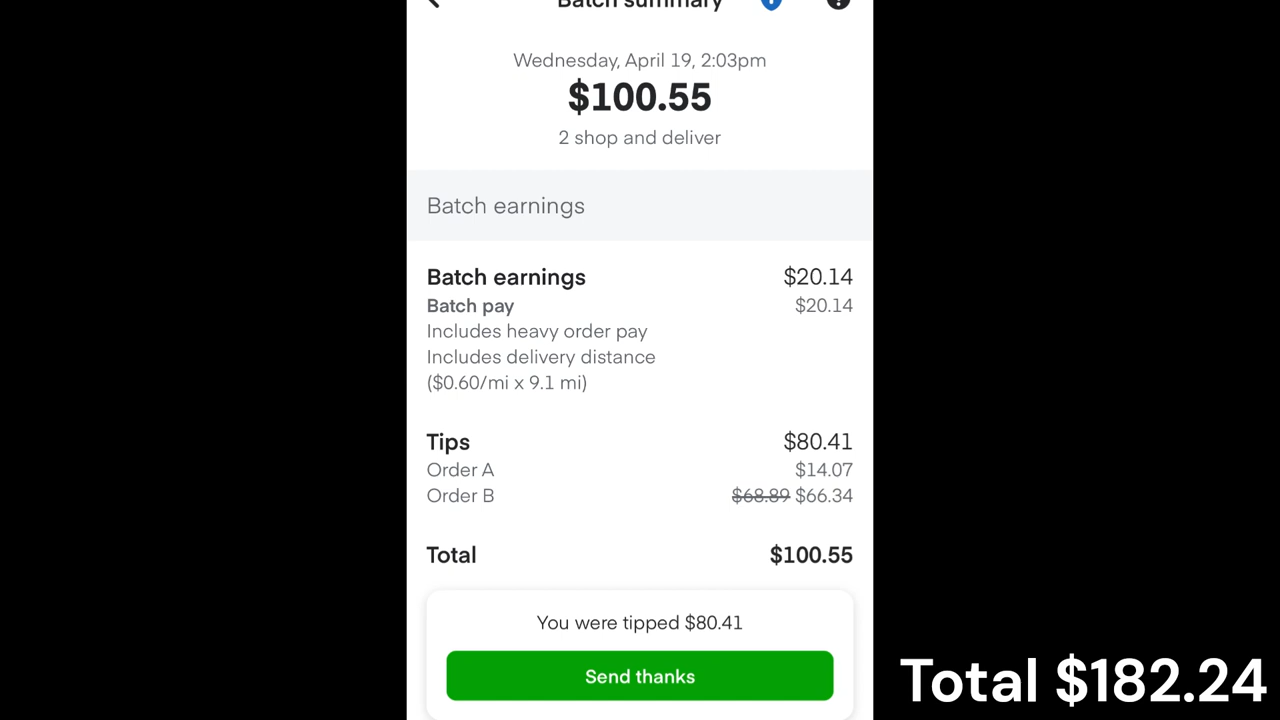 Batch summary
Wednesday, April 19, 2:03pm
$100.55
2 shop and deliver
Batch earnings
Batch earnings $20.14
Batch pay $20.14
Includes heavy order pay
Includes delivery distance
($0.60/mi x 9.1 mi)
Tips $80.41
Order A $14.07
Order B $68.89 $66.34
Total $100.55
You were tipped $80.41
Send thanks
Total $182.24